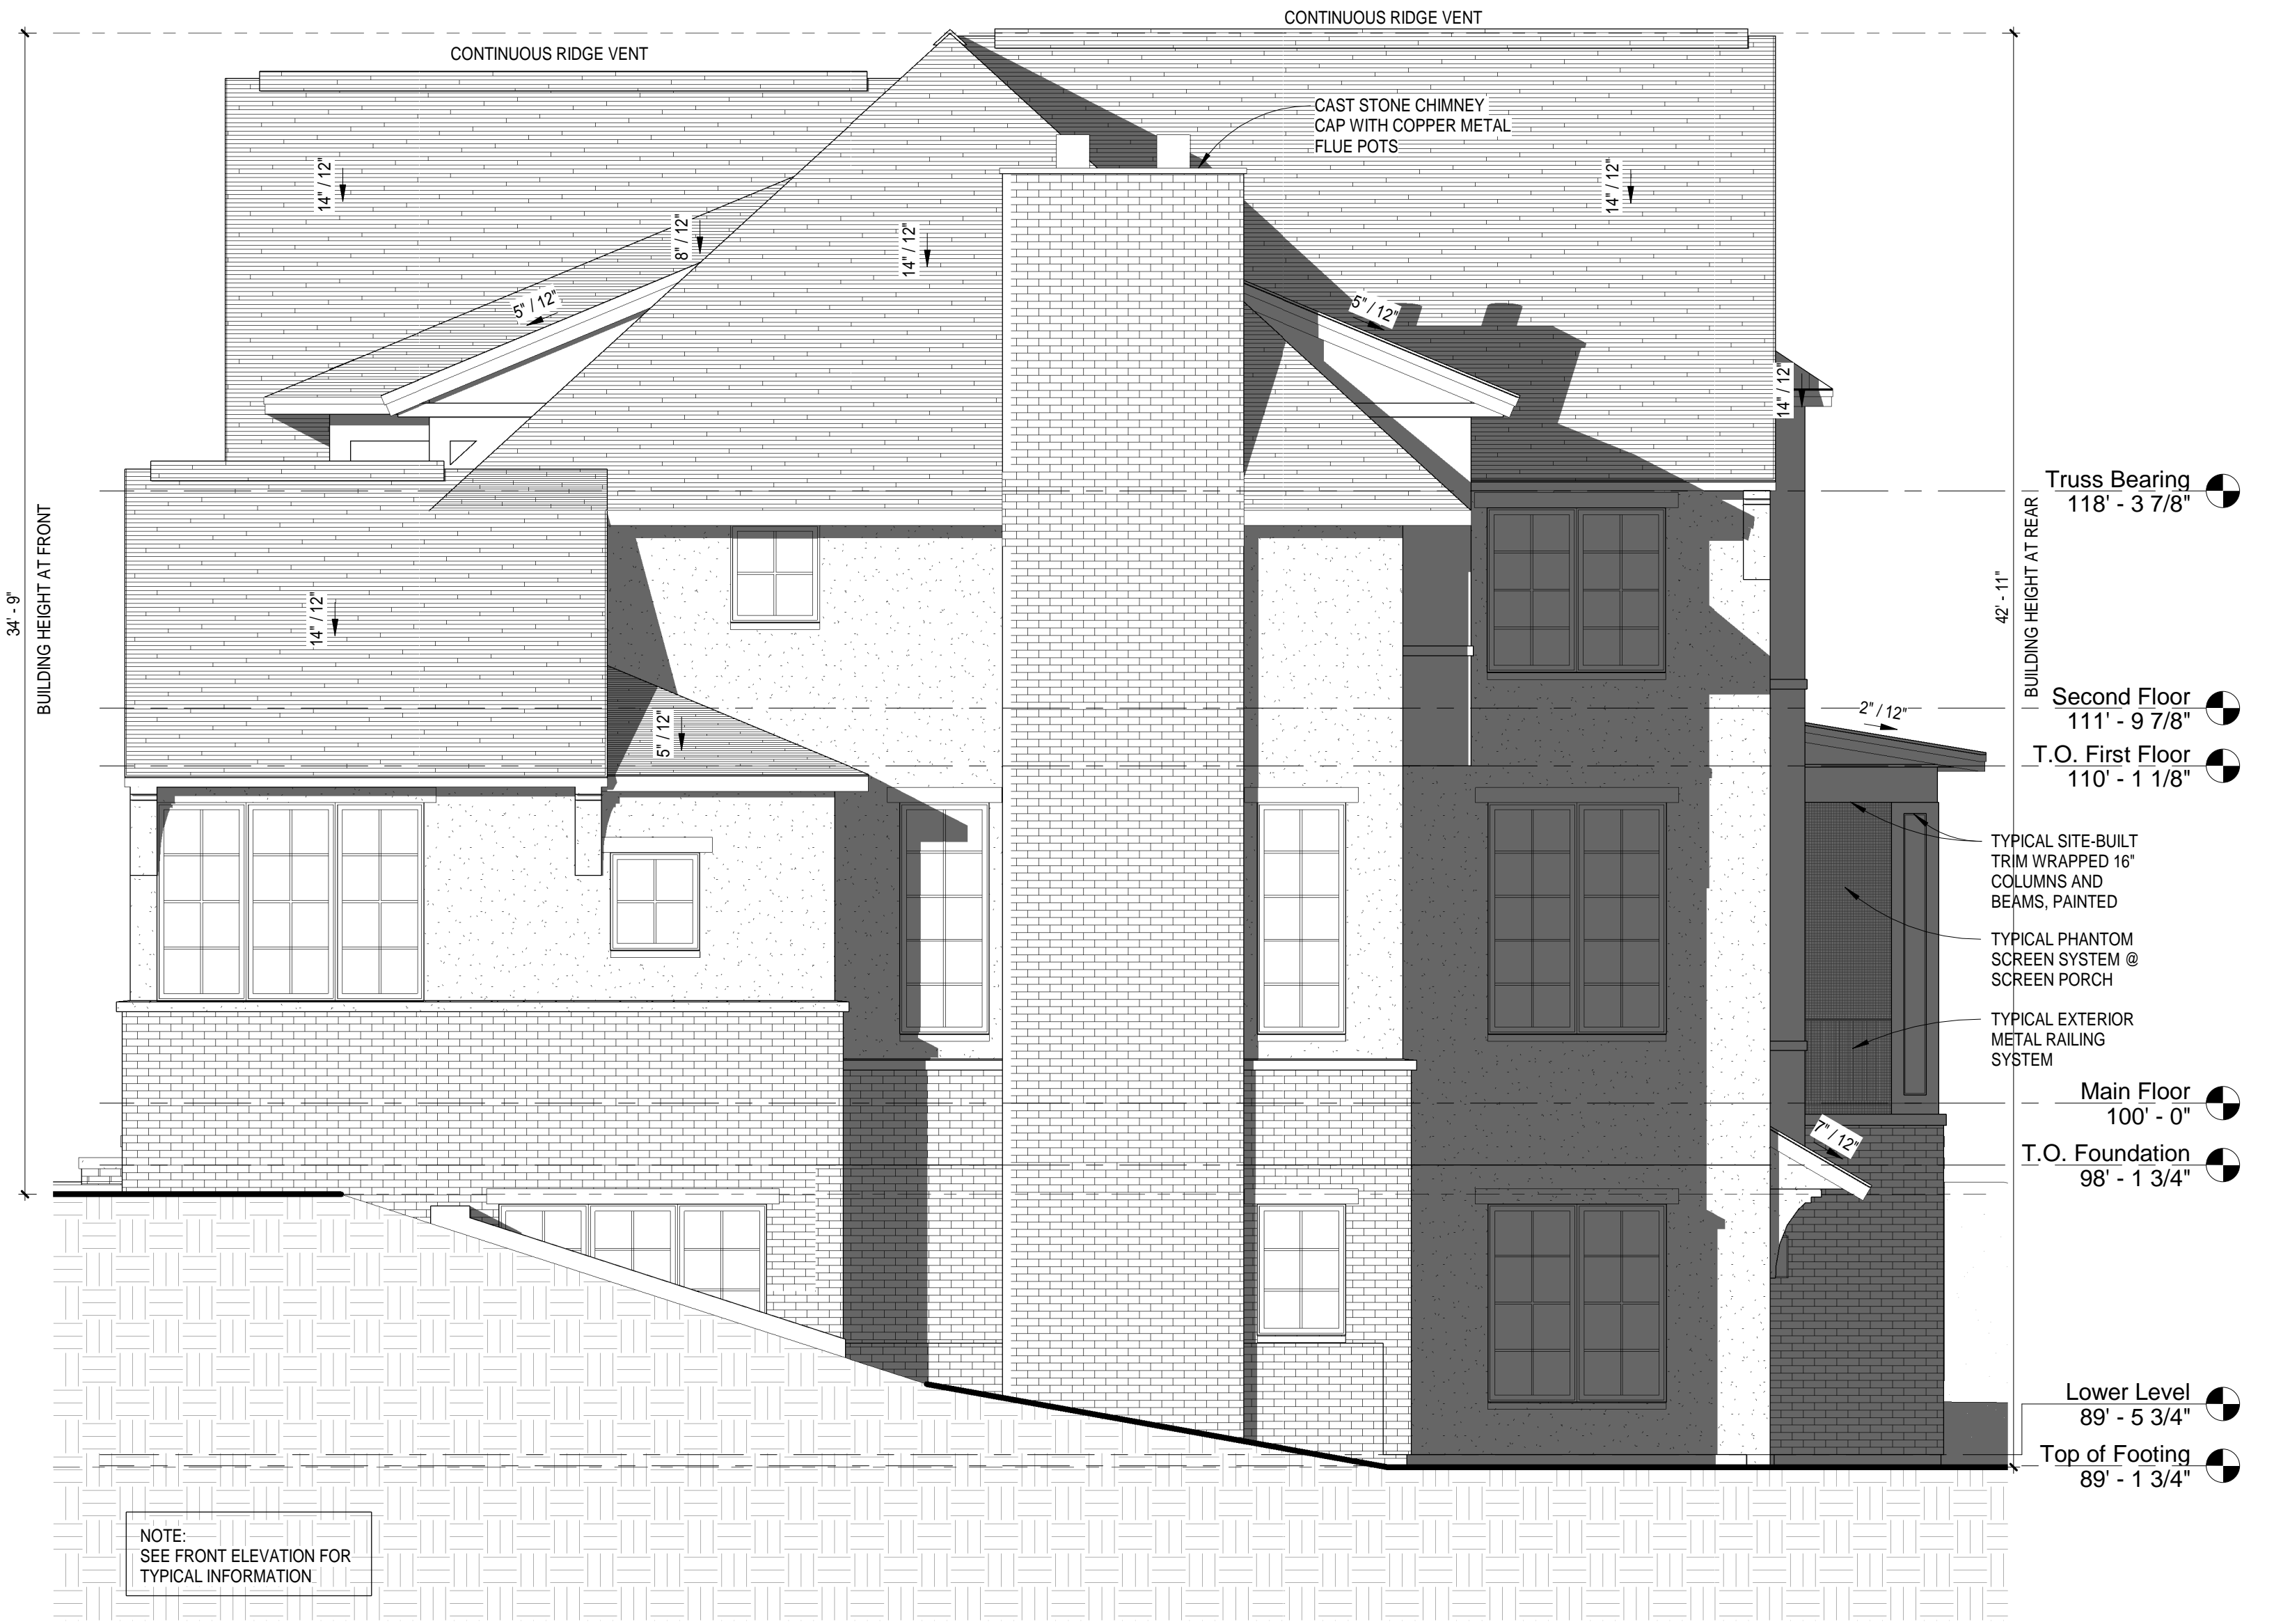 CONTINUOUS RIDGE VENT
CONTINUOUS RIDGE VENT
CAST STONE CHIMNEY
CAP WITH COPPER METAL
FLUE POTS
14" / 12"
8" / 12"
14" / 12"
14" / 12"
5" / 12"
5" / 12"
14" / 12"
34' - 9"
BUILDING HEIGHT AT FRONT
42' - 11"
BUILDING HEIGHT AT REAR
Truss Bearing
118' - 3 7/8"
14" / 12"
5" / 12"
2" / 12"
Second Floor
111' - 9 7/8"
T.O. First Floor
110' - 1 1/8"
TYPICAL SITE-BUILT
TRIM WRAPPED 16"
COLUMNS AND
BEAMS, PAINTED
TYPICAL PHANTOM
SCREEN SYSTEM @
SCREEN PORCH
TYPICAL EXTERIOR
METAL RAILING
SYSTEM
Main Floor
100' - 0"
7" / 12"
T.O. Foundation
98' - 1 3/4"
Lower Level
89' - 5 3/4"
Top of Footing
89' - 1 3/4"
NOTE:
SEE FRONT ELEVATION FOR
TYPICAL INFORMATION